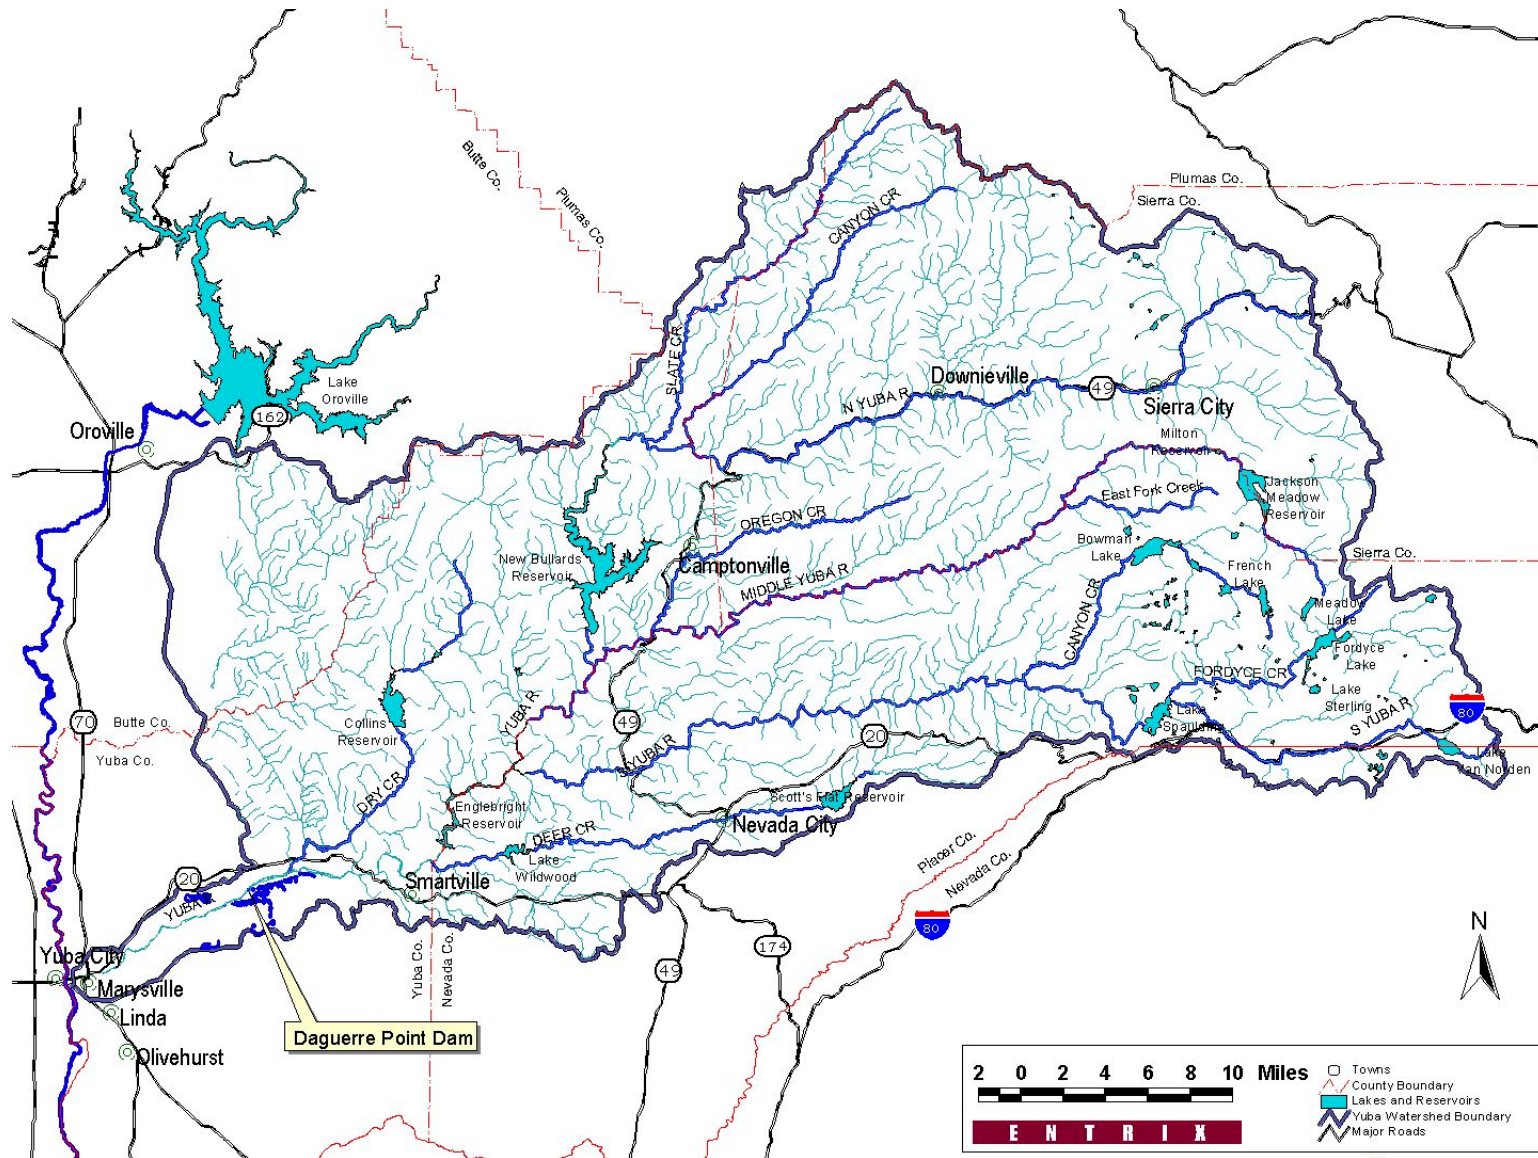 Butte Co.
Plumas Co.
Plumas Co.
Sierra Co.
CANYON CR
SLATE CR
Lake
Oroville
162
Oroville
Downieville
49
Sierra City
N YUBA R
Milton
Reservoir
Jackson
Meadow
Reservoir
East Fork Creek
OREGON CR
New Bullards
Reservoir
Camptonville
MIDDLE YUBA R
Bowman
Lake
French
Lake
Sierra Co.
Meadow
Lake
CANYON CR
Fordyce
Lake
FORDYCE CR
Lake
Sterling
Lake
Spaulding
S YUBA R
80
Lake
Van Norden
70
Butte Co.
Yuba Co.
Collins
Reservoir
YUBA R
49
S YUBA R
20
DRY CR
Englebright
Reservoir
Scott's Flat Reservoir
DEER CR
Nevada City
Lake
Wildwood
Smartville
20
YUBA R
Placer Co.
Nevada Co.
80
174
49
Yuba Co.
Nevada Co.
Yuba City
Marysville
Linda
Olivehurst
Daguerre Point Dam
N
2 0 2 4 6 8 10 Miles
ENTRIX
Towns
County Boundary
Lakes and Reservoirs
Yuba Watershed Boundary
Major Roads